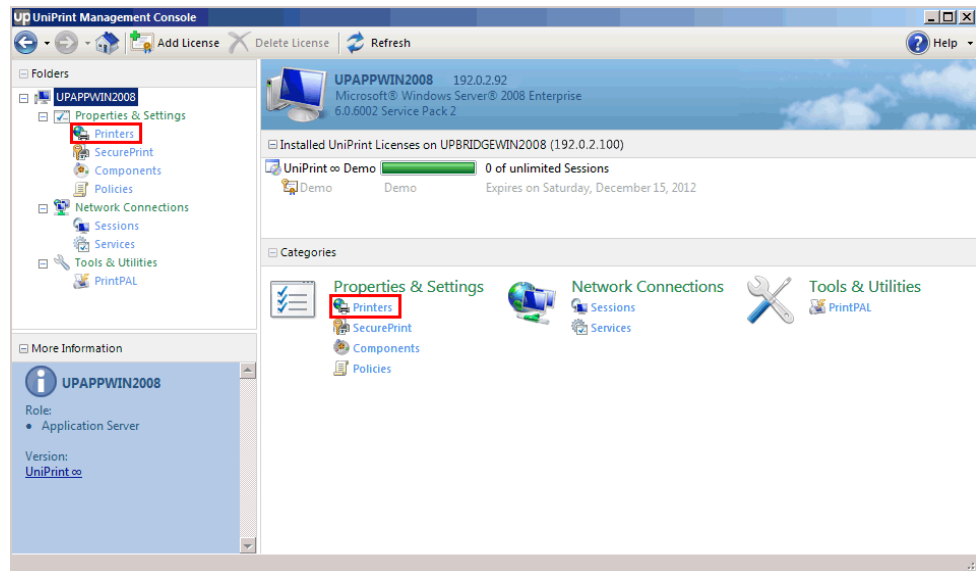 UP UniPrint Management Console
Add License Delete License Refresh Help
Folders
UPAPPWIN2008
Properties & Settings
Printers
SecurePrint
Components
Policies
Network Connections
Sessions
Services
Tools & Utilities
PrintPAL
More Information
UPAPPWIN2008
Role:
• Application Server
Version:
UniPrint ∞
UPAPPWIN2008 192.0.2.92
Microsoft® Windows Server® 2008 Enterprise
6.0.6002 Service Pack 2
Installed UniPrint Licenses on UPBRIDGEWIN2008 (192.0.2.100)
UniPrint ∞ Demo 0 of unlimited Sessions
Demo Demo Expires on Saturday, December 15, 2012
Categories
Properties & Settings
Printers
SecurePrint
Components
Policies
Network Connections
Sessions
Services
Tools & Utilities
PrintPAL